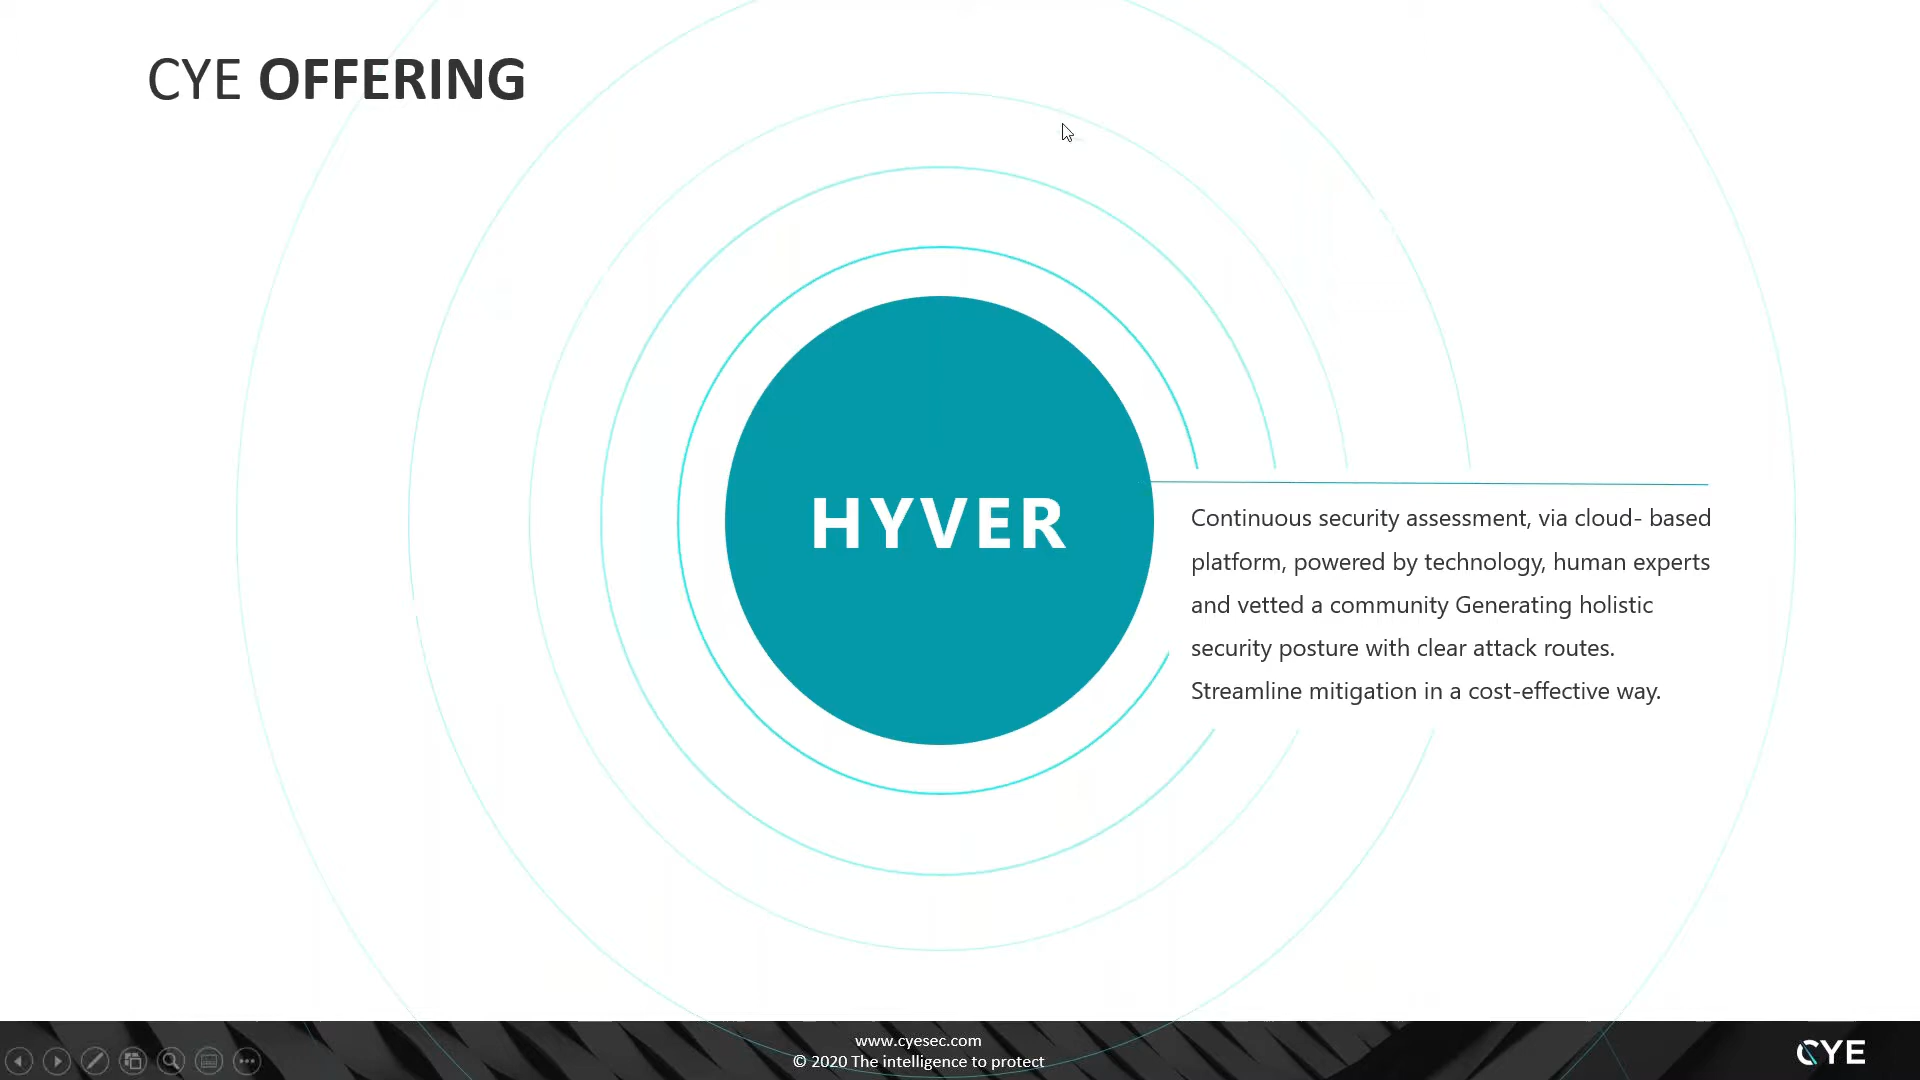 CYE OFFERING
HYVER
Continuous security assessment, via cloud- based
platform, powered by technology, human experts
and vetted a community Generating holistic
security posture with clear attack routes.
Streamline mitigation in a cost-effective way.
www.cyesec.com
© 2020 The intelligence to protect
CYE